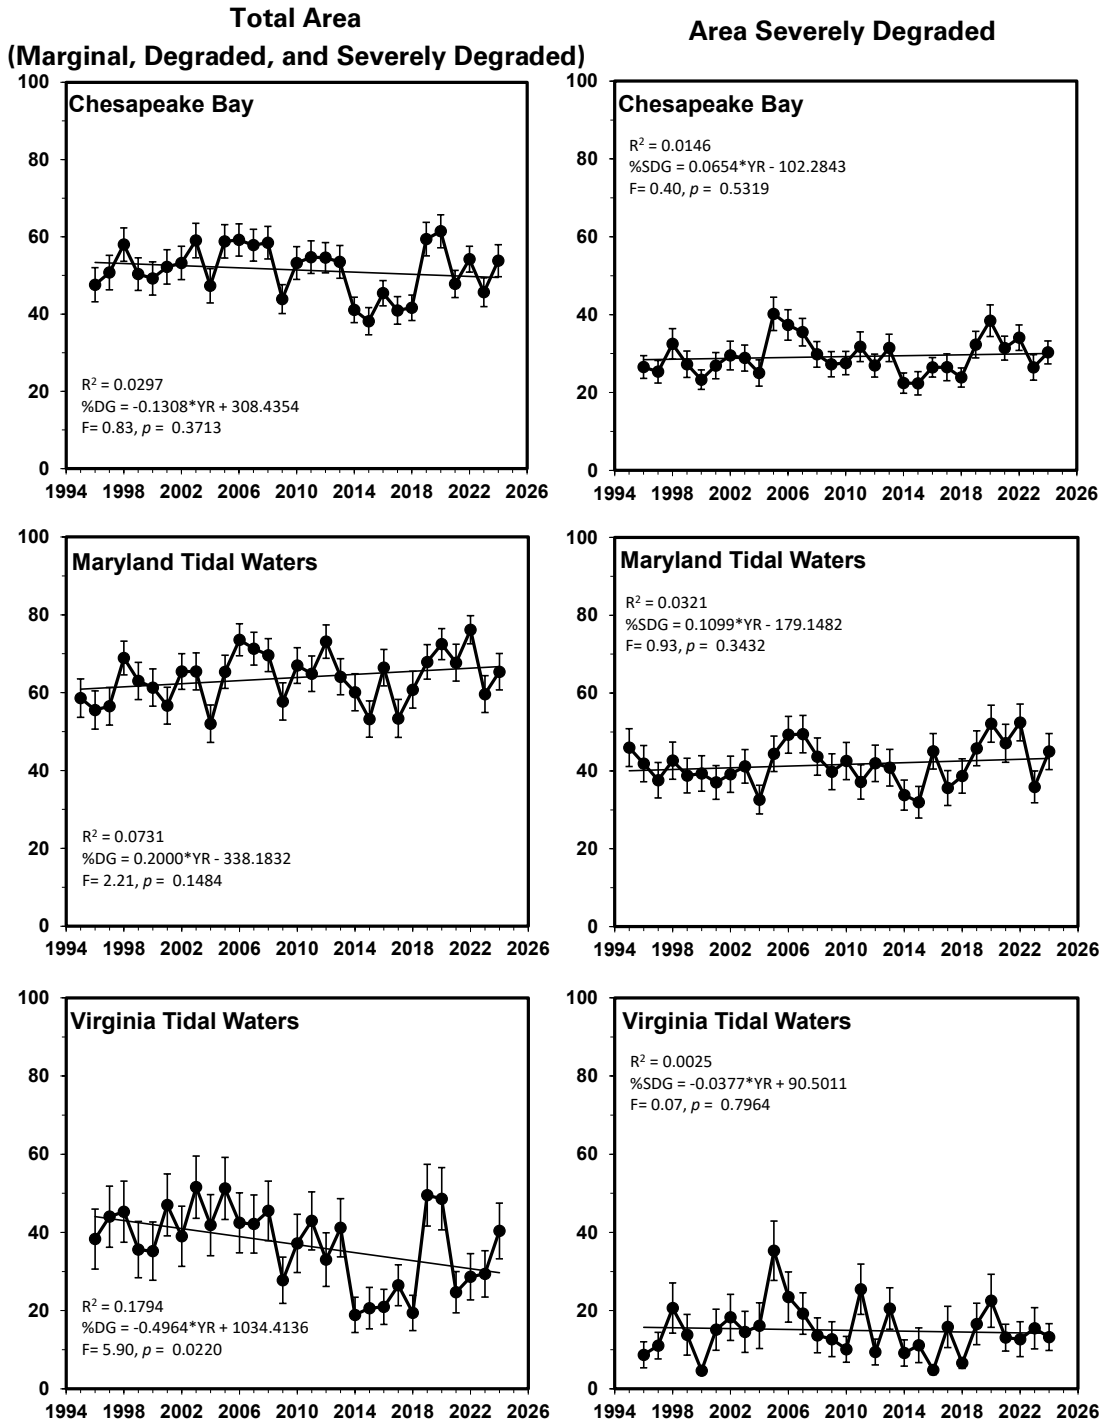 Total Area
(Marginal, Degraded, and Severely Degraded)
Area Severely Degraded
100
80
60
40
20
0
Chesapeake Bay
R² = 0.0297
%DG = -0.1308*YR + 308.4354
F= 0.83, p = 0.3713
1994 1998 2002 2006 2010 2014 2018 2022 2026
100
80
60
40
20
0
Chesapeake Bay
R² = 0.0146
%SDG = 0.0654*YR - 102.2843
F= 0.40, p = 0.5319
1994 1998 2002 2006 2010 2014 2018 2022 2026
100
80
60
40
20
0
Maryland Tidal Waters
R² = 0.0731
%DG = 0.2000*YR - 338.1832
F= 2.21, p = 0.1484
1994 1998 2002 2006 2010 2014 2018 2022 2026
100
80
60
40
20
0
Maryland Tidal Waters
R² = 0.0321
%SDG = 0.1099*YR - 179.1482
F= 0.93, p = 0.3432
1994 1998 2002 2006 2010 2014 2018 2022 2026
100
80
60
40
20
0
Virginia Tidal Waters
R² = 0.1794
%DG = -0.4964*YR + 1034.4136
F= 5.90, p = 0.0220
1994 1998 2002 2006 2010 2014 2018 2022 2026
100
80
60
40
20
0
Virginia Tidal Waters
R² = 0.0025
%SDG = -0.0377*YR + 90.5011
F= 0.07, p = 0.7964
1994 1998 2002 2006 2010 2014 2018 2022 2026